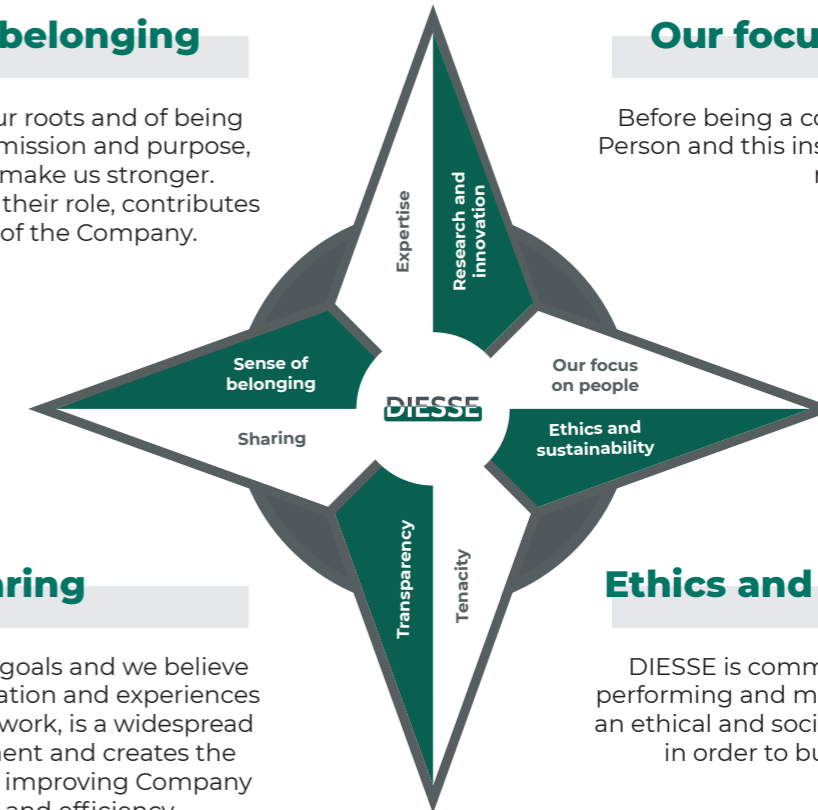 belonging
ur roots and of being
mission and purpose,
make us stronger.
their role, contributes
of the Company.
Our focu
Before being a co
Person and this ins
Expertise
Research and
innovation
Sense of
belonging
Sharing
DIESSE
Our focus
on people
Ethics and
sustainability
Transparency
Tenacity
aring
goals and we believe
ation and experiences
work, is a widespread
ent and creates the
improving Company
and efficiency
Ethics and
DIESSE is comm
performing and m
an ethical and soci
in order to bu